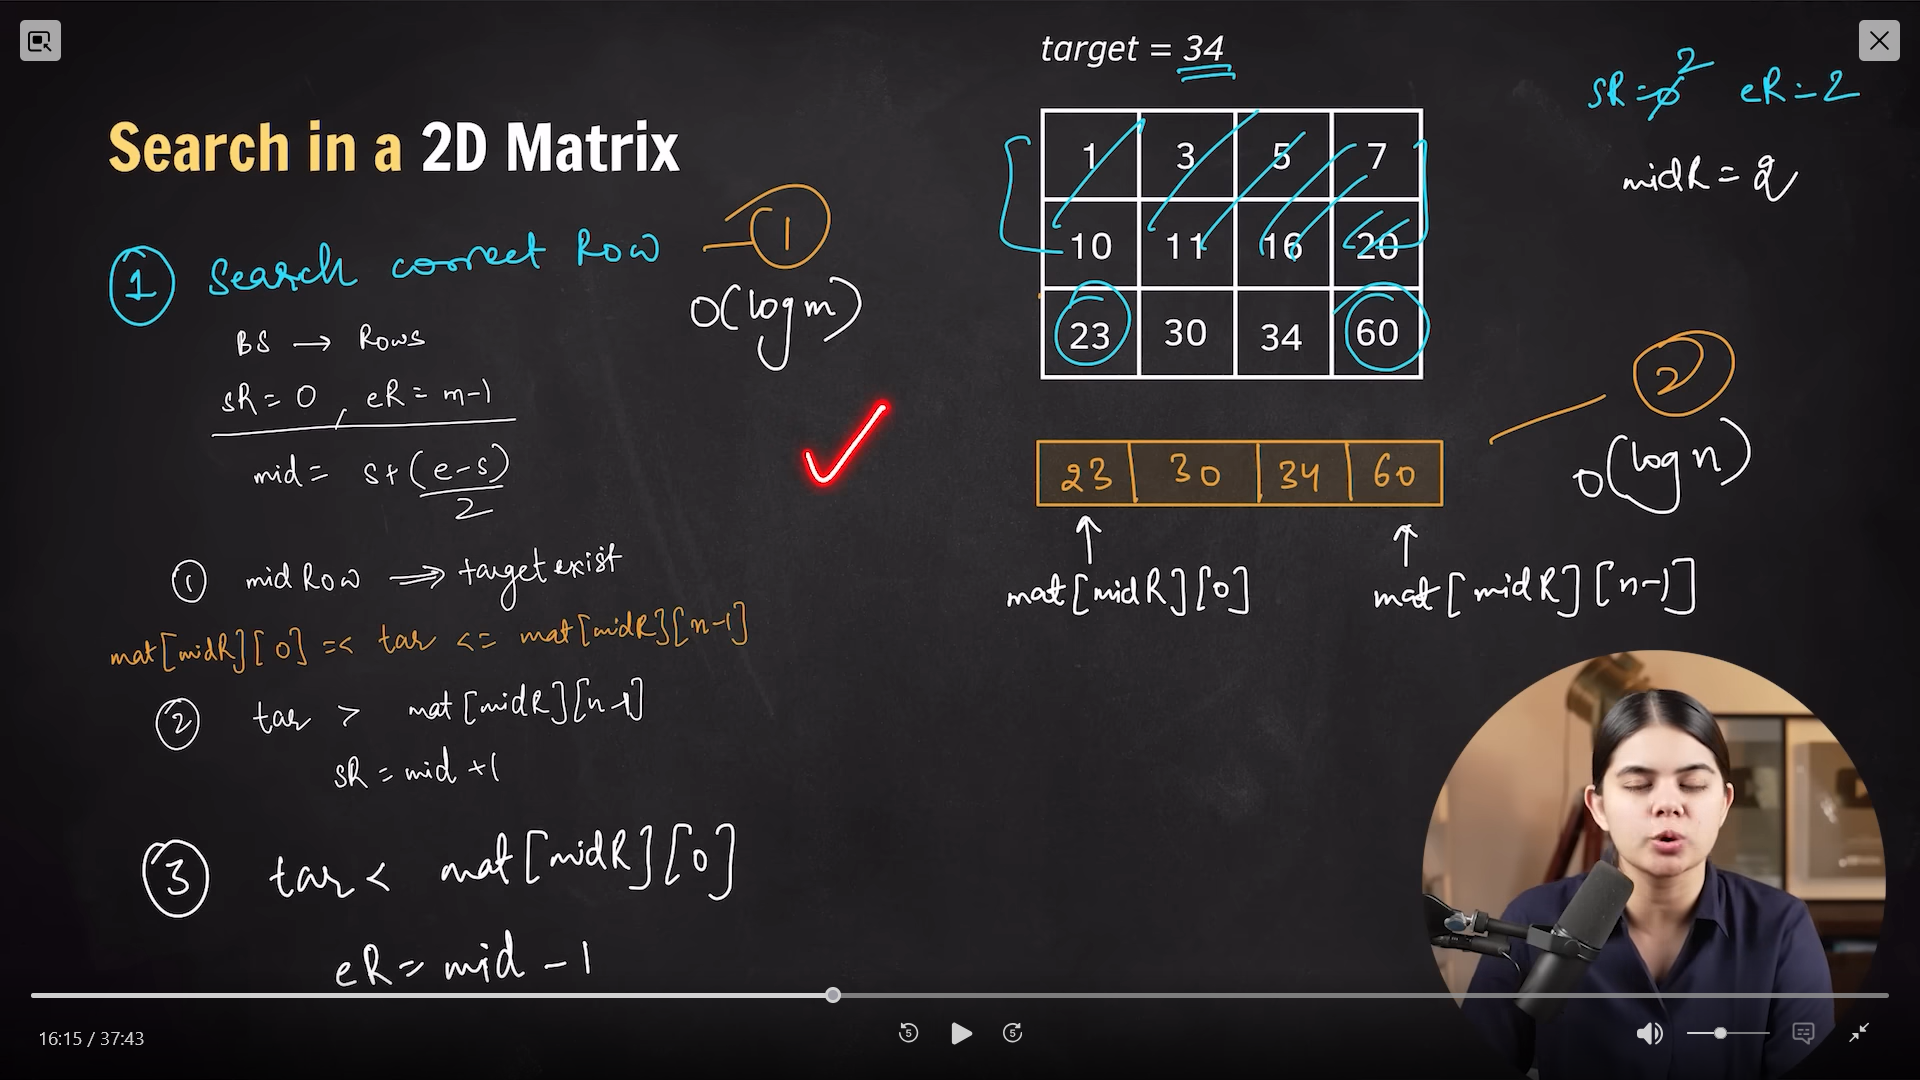 target = 34
sR = 0 2 eR = 2
midR = 2
Search in a 2D Matrix
1 Search correct Row
1
O(log m)
BS → Rows
sR = 0 , eR = m-1
mid = s+(e-s)
2
1 mid Row ⇒ target exist
mat[midR][0] =< tar <= mat[midR][n-1]
2 tar > mat[midR][n-1]
sR = mid +1
3 tar < mat[midR][0]
eR = mid - 1
1 3 5 7
10 11 16 20
23 30 34 60
2
O(log n)
23 30 34 60
mat[midR][0] mat[midR][n-1]
16:15 / 37:43
5 5